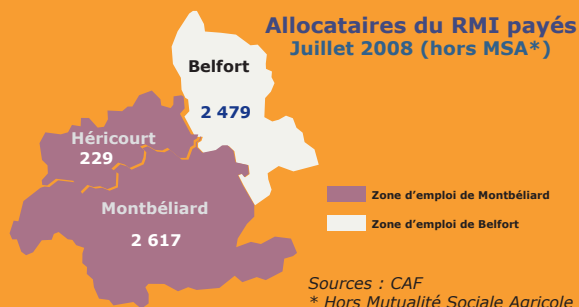 Allocataires du RMI payés
Juillet 2008 (hors MSA*)
Belfort
2 479
Héricourt
229
Montbéliard
2 617
Zone d'emploi de Montbéliard
Zone d'emploi de Belfort
Sources : CAF
* Hors Mutualité Sociale Agricole